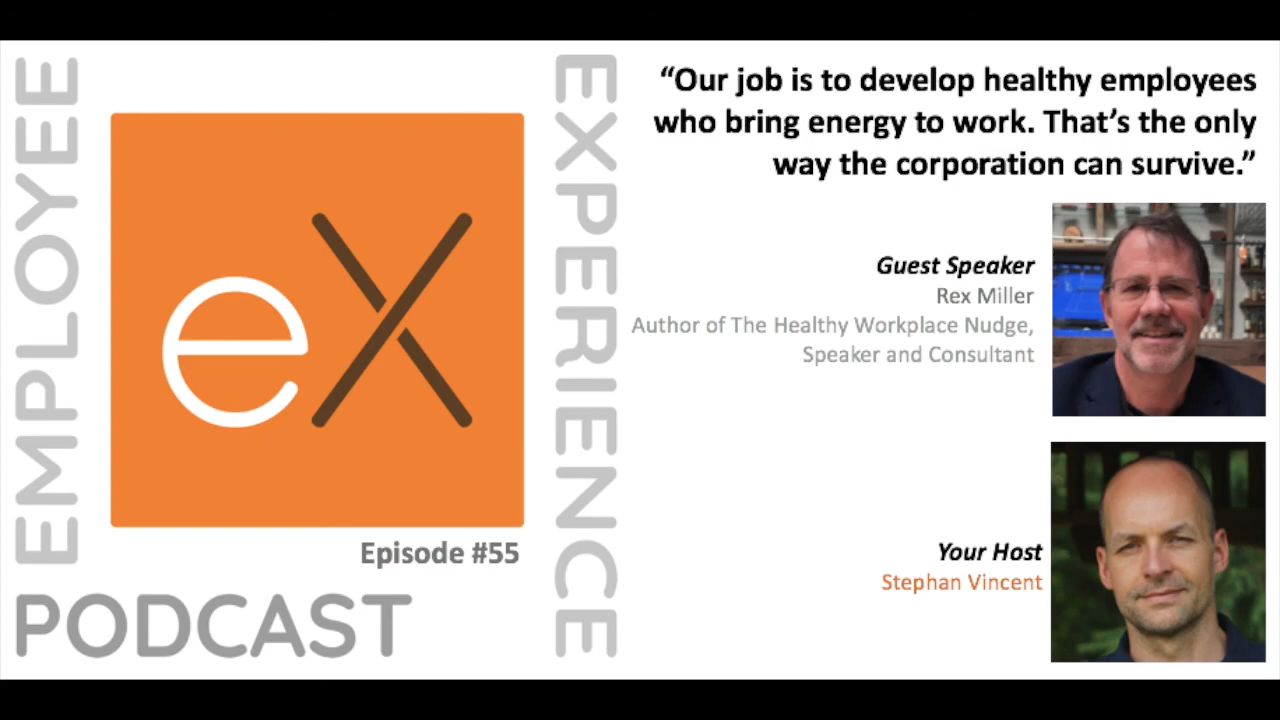 EMPLOYEE
EXPERIENCE
PODCAST
eX
Episode #55
“Our job is to develop healthy employees
who bring energy to work. That’s the only
way the corporation can survive.”
Guest Speaker
Rex Miller
Author of The Healthy Workplace Nudge,
Speaker and Consultant
Your Host
Stephan Vincent